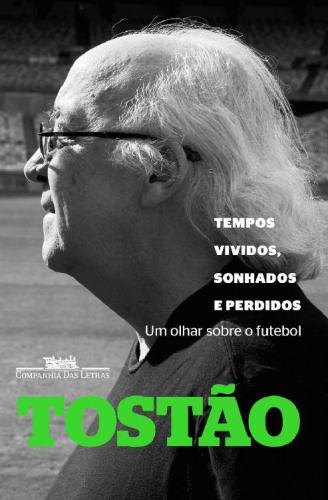 TEMPOS
VIVIDOS,
SONHADOS
E PERDIDOS
Um olhar sobre o futebol
COMPANHIA DAS LETRAS
TOSTÃO